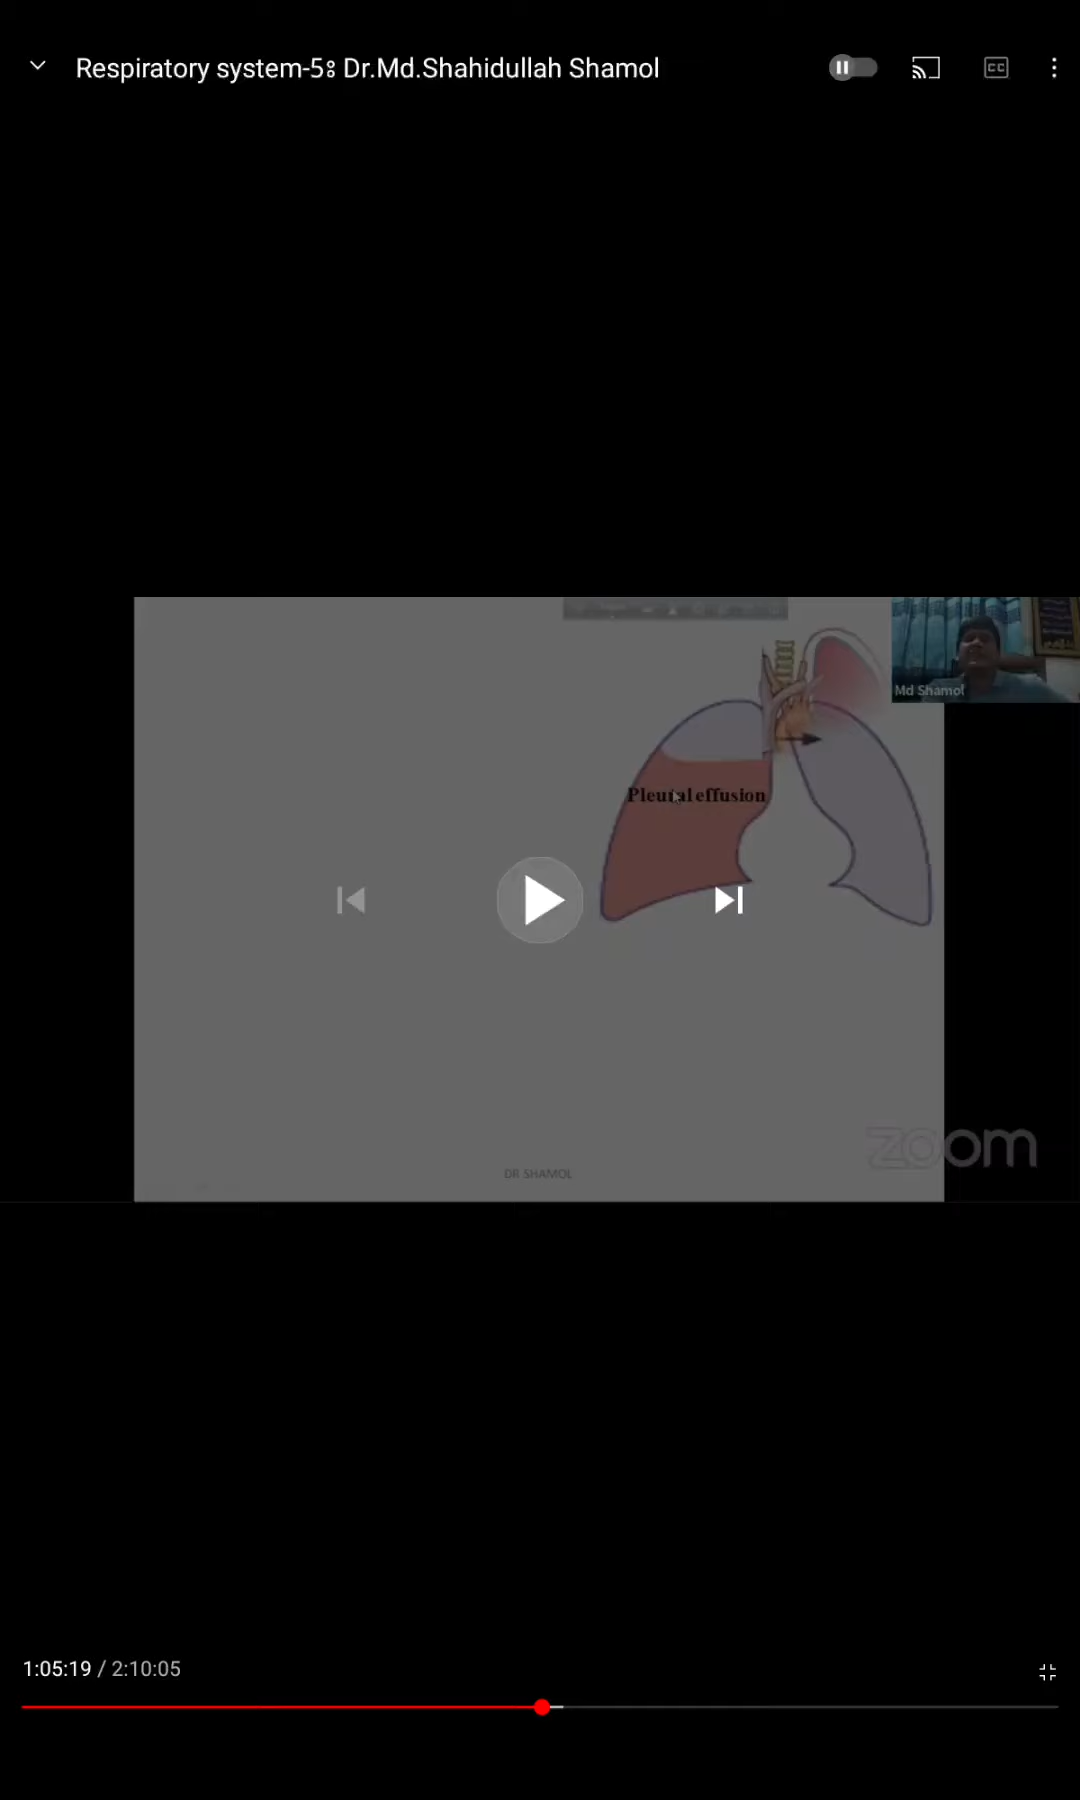 Respiratory system-5ঃ Dr.Md.Shahidullah Shamol
CC
Md Shamol
Pleural effusion
zoom
DR SHAMOL
1:05:19 / 2:10:05